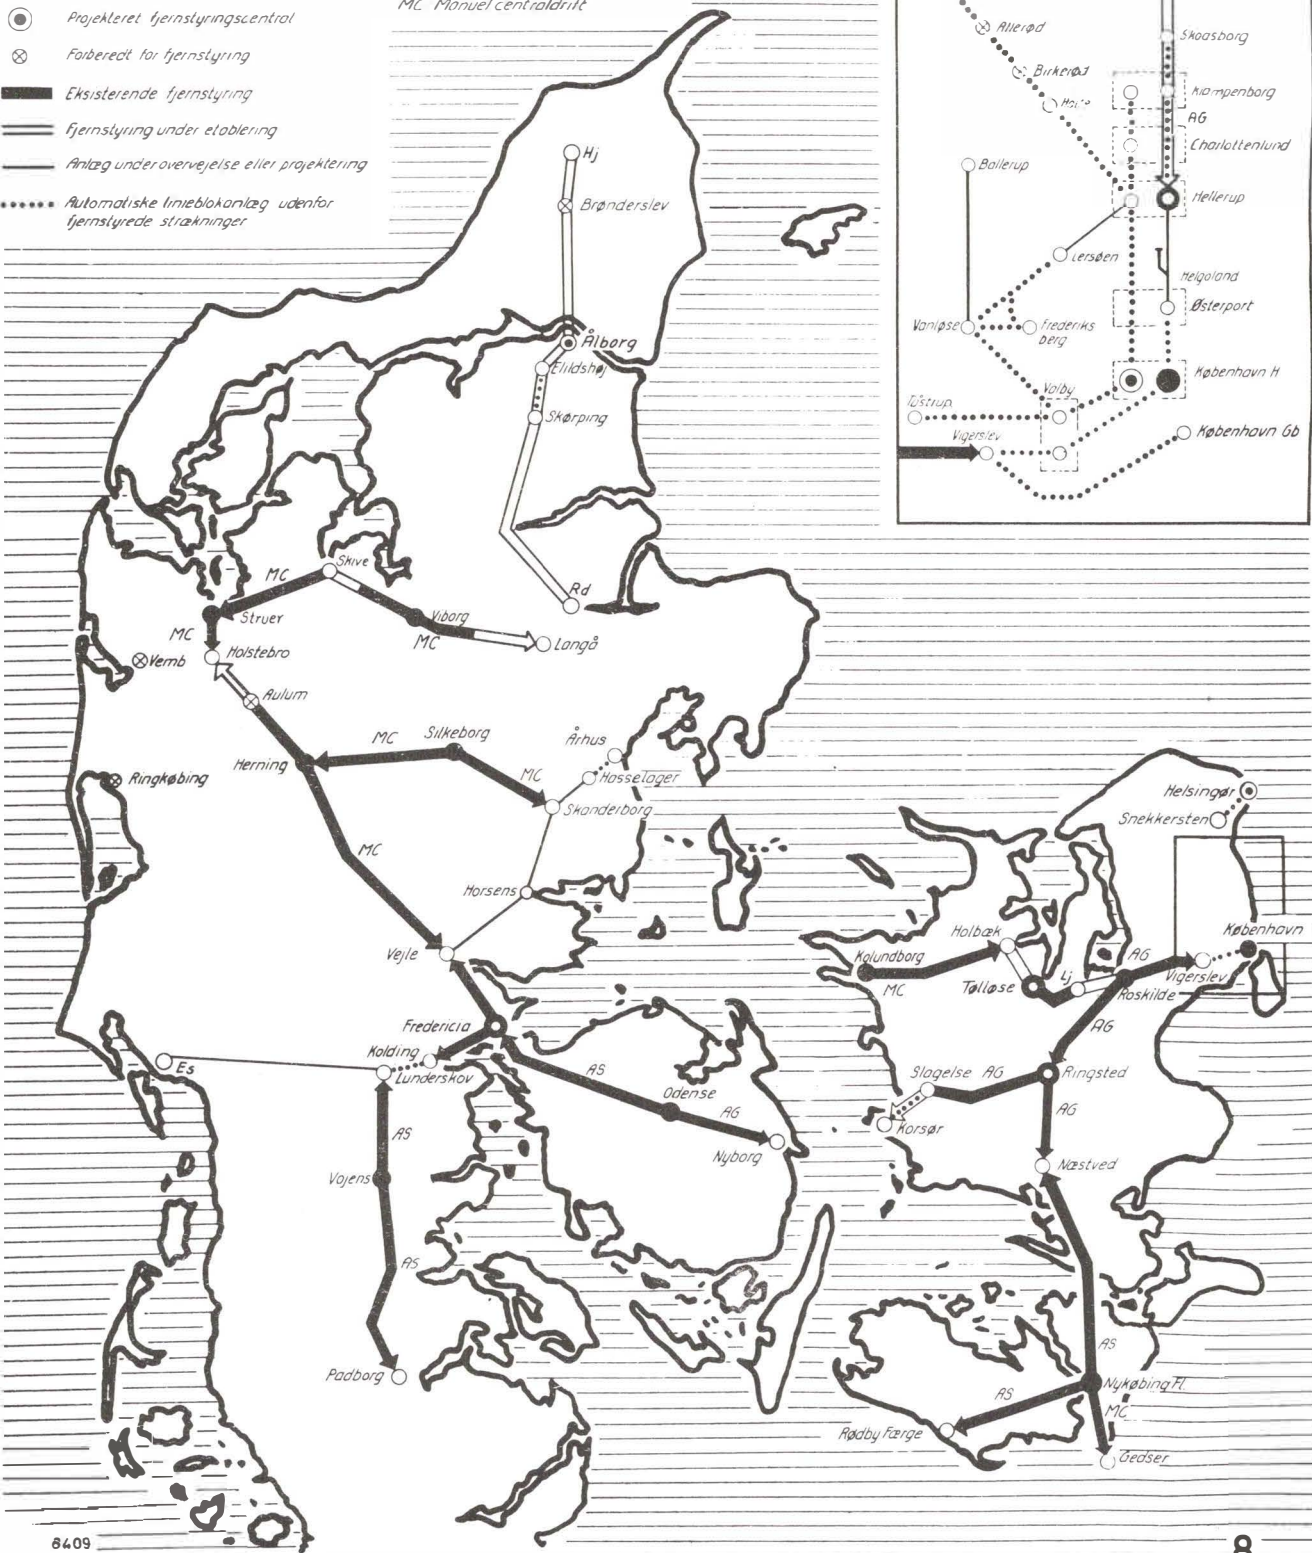 MC Manuel centraldrift
Projekteret fjernstyringscentral
Forberedt for fjernstyring
Eksisterende fjernstyring
Fjernstyring under etablering
Anlæg under overvejelse eller projektering
Automatiske linieblokanlæg udenfor
fjernstyrede strækninger
Allerød
Birkerød
Holte
Skodsborg
Klampenborg
AG
Charlottenlund
Hellerup
Ballerup
Lersøen
Helgoland
Østerport
Vanløse
Frederiks
berg
København H
Valby
Tåstrup
Vigerslev
København Gb
Hj
Brønderslev
Ålborg
Ellidshøj
Skørping
Rd
Skive
MC
Struer
Viborg
MC
Langå
MC
Holstebro
Vemb
Aulum
Silkeborg
MC
Herning
Århus
Hasselager
MC
Skanderborg
Ringkøbing
MC
Horsens
Vejle
Helsingør
Snekkersten
Holbæk
København
Kalundborg
MC
Tølløse
Lj
AG
Vigerslev
Roskilde
Fredericia
Kolding
Lunderskov
Es
AS
Odense
AG
Nyborg
AG
Slagelse
AG
Ringsted
Korsør
AG
Næstved
AS
Vojens
AS
Padborg
AS
AS
Nykøbing Fl.
MC
Rødby Færge
Gedser
6409
8